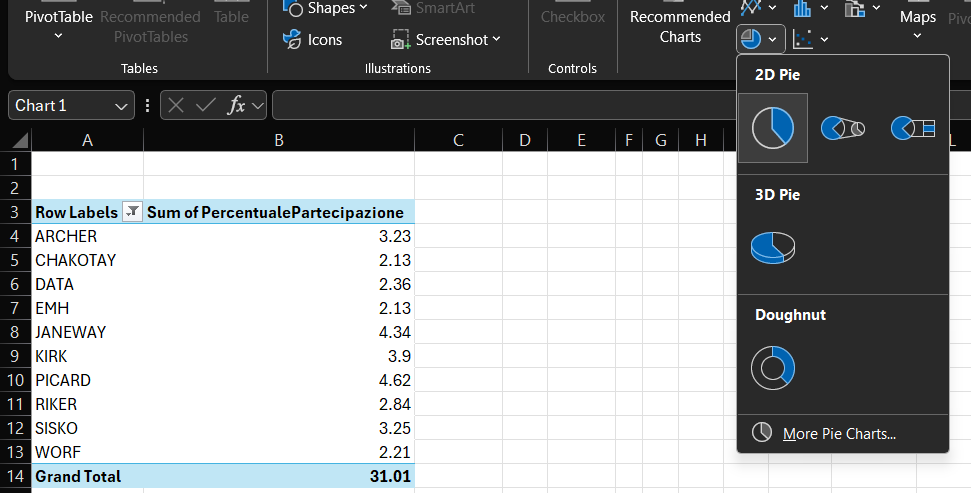 PivotTable Recommended PivotTables Table
Tables
Shapes
SmartArt
Icons
Screenshot
Illustrations
Checkbox
Controls
Recommended Charts
Maps
Chart 1
fx
2D Pie
3D Pie
Doughnut
More Pie Charts...
A B C D E F G H L
1
2
3 Row Labels Sum of PercentualePartecipazione
4 ARCHER 3.23
5 CHAKOTAY 2.13
6 DATA 2.36
7 EMH 2.13
8 JANEWAY 4.34
9 KIRK 3.9
10 PICARD 4.62
11 RIKER 2.84
12 SISKO 3.25
13 WORF 2.21
14 Grand Total 31.01